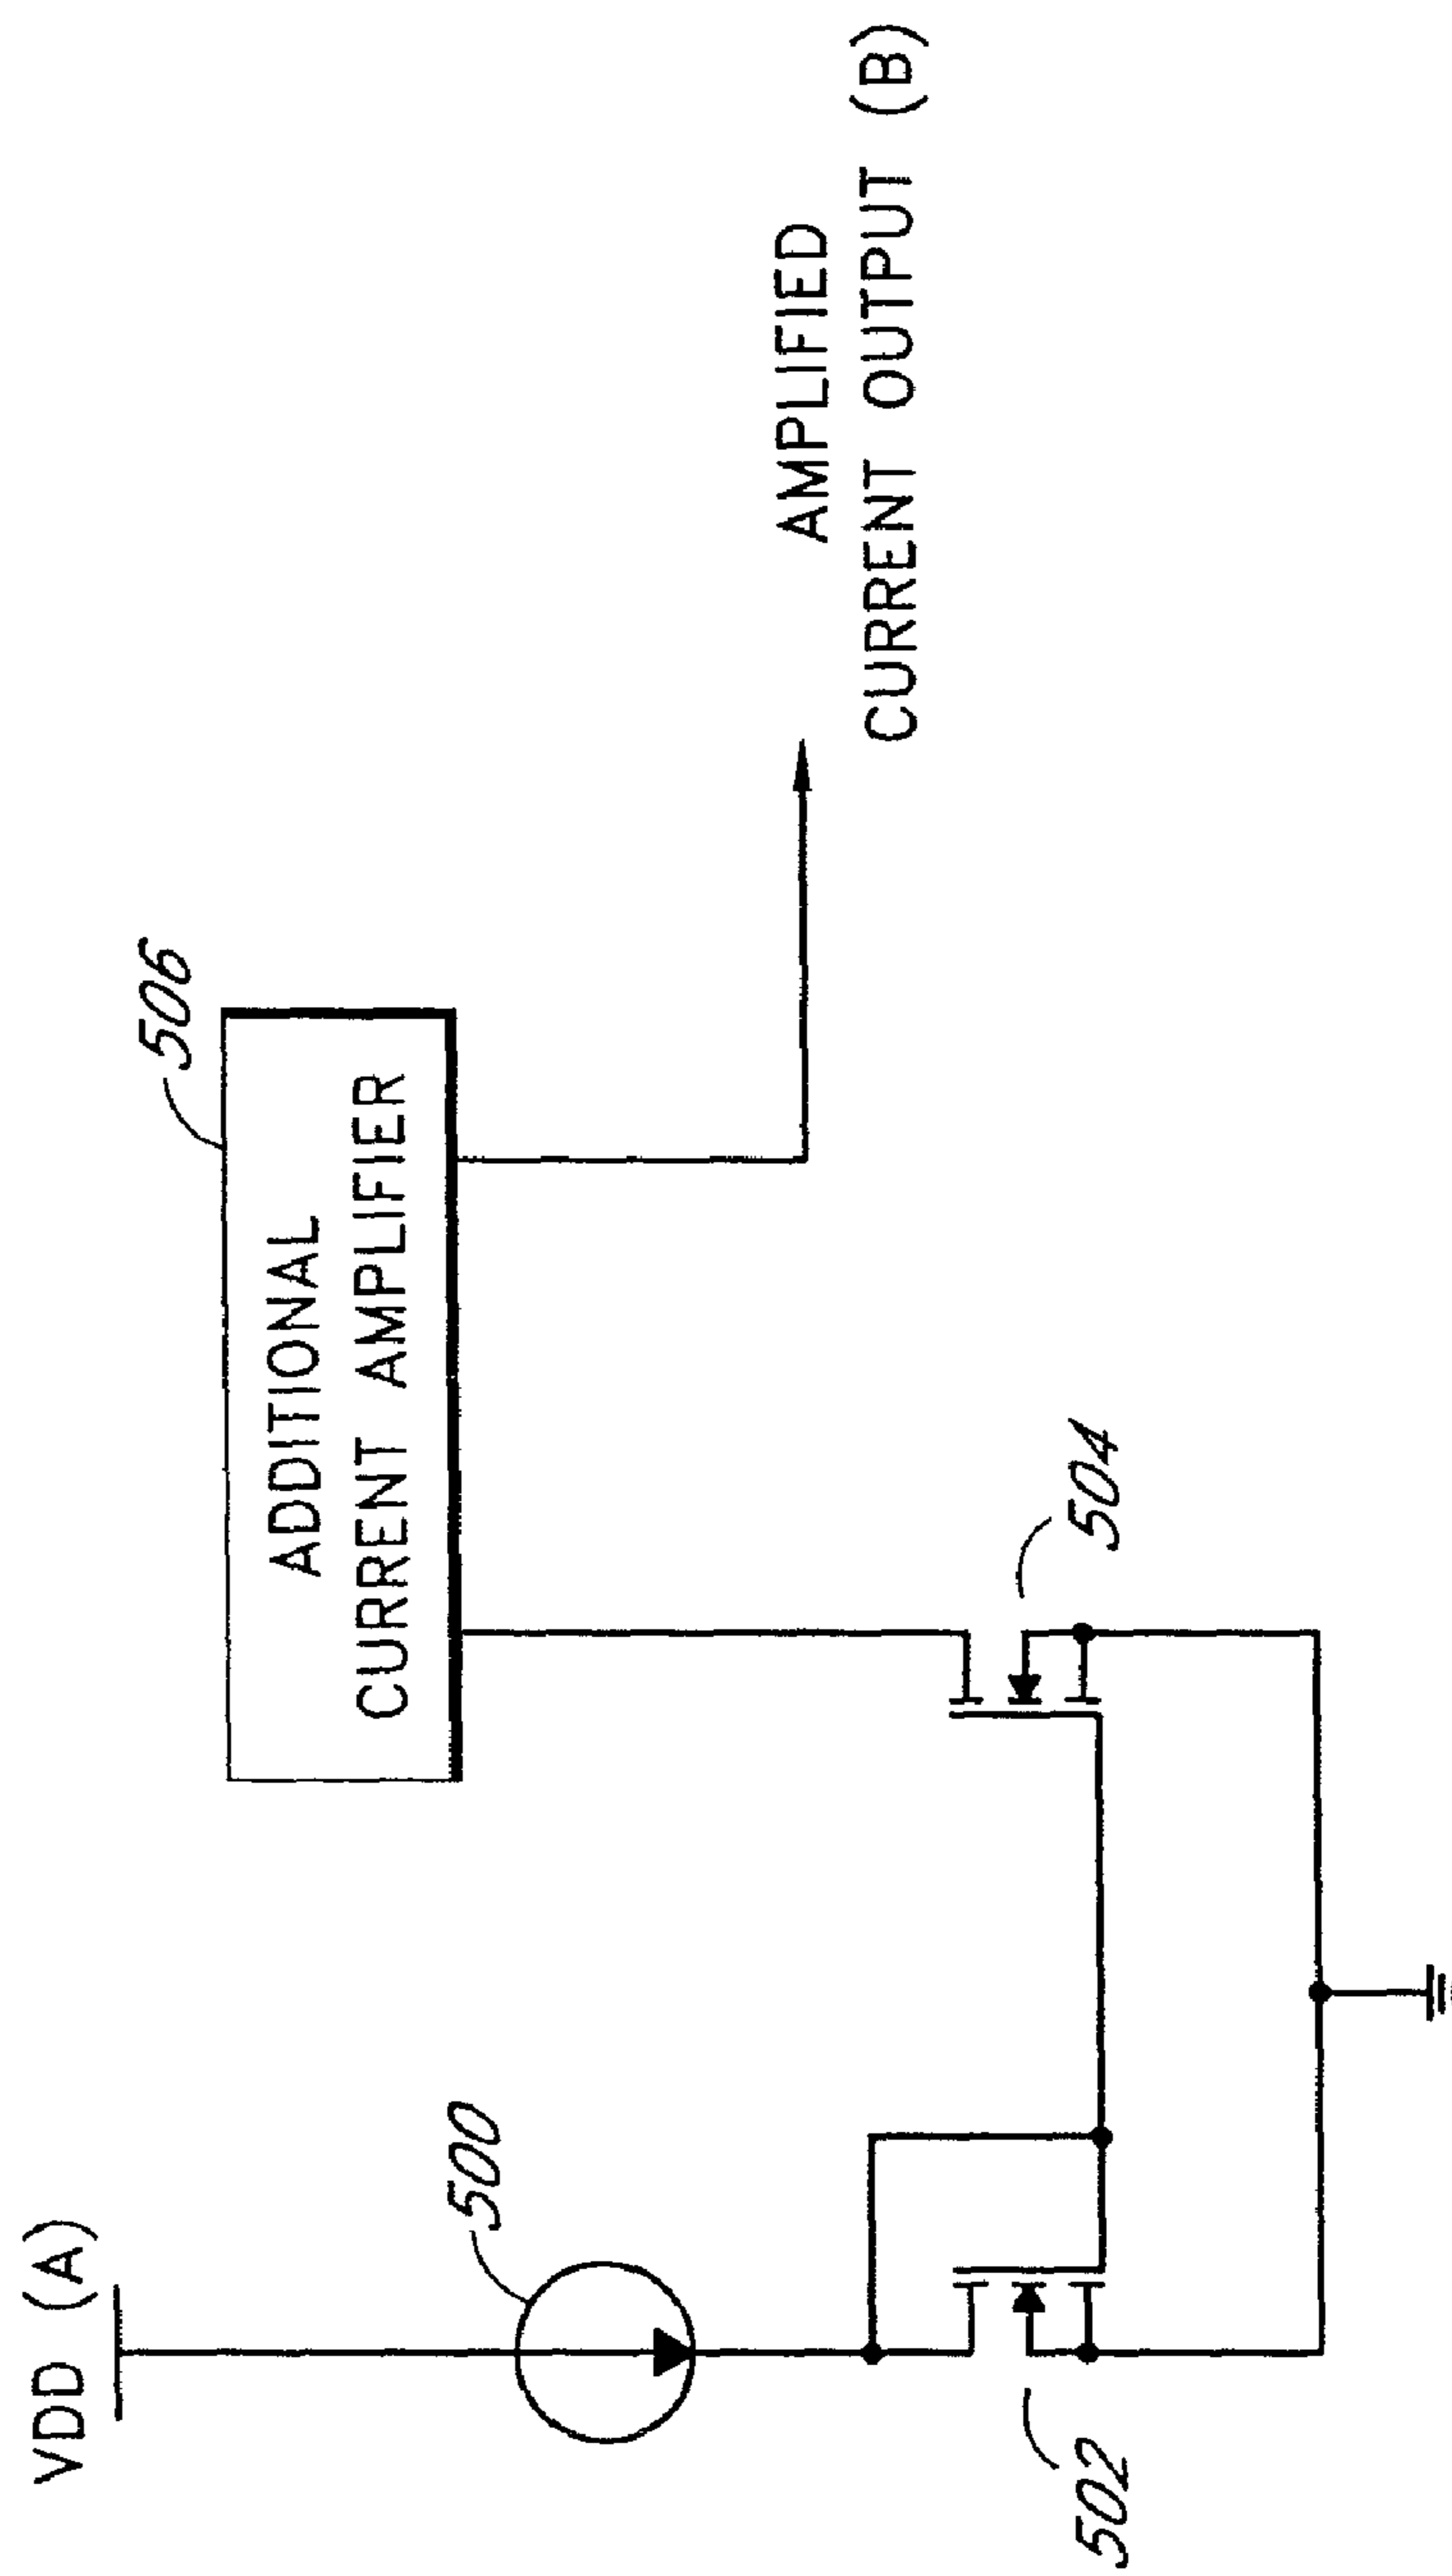 VDD (A)
500
502
504
506
ADDITIONAL
CURRENT AMPLIFIER
AMPLIFIED
CURRENT OUTPUT (B)